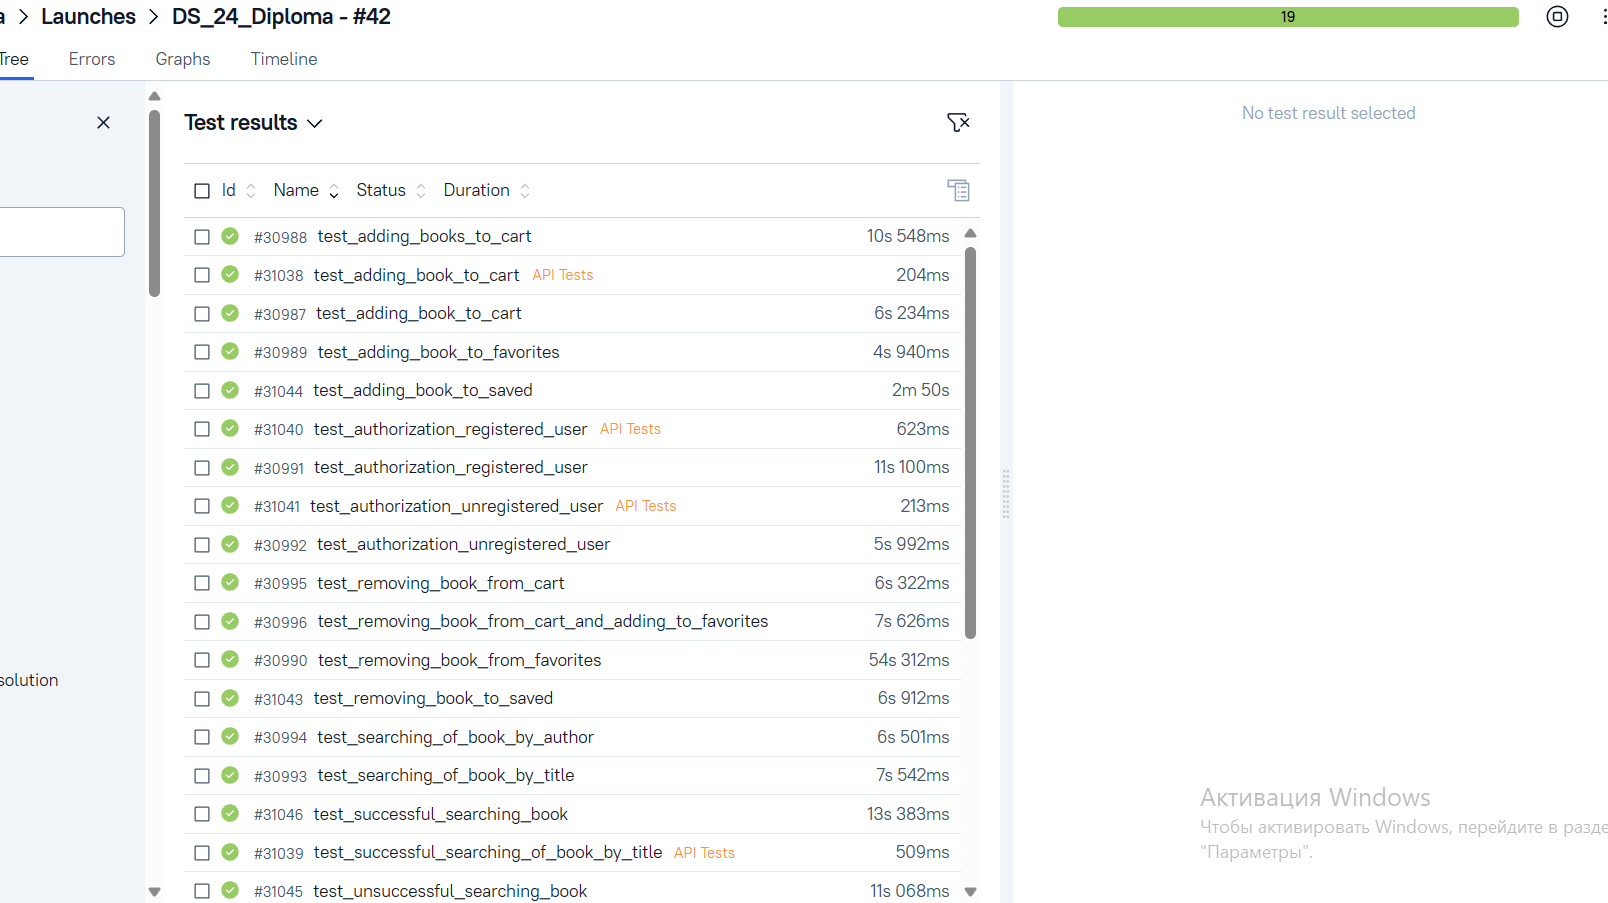 a > Launches > DS_24_Diploma - #42
19
Tree Errors Graphs Timeline
Test results
No test result selected
Id Name Status Duration
#30988 test_adding_books_to_cart 10s 548ms
#31038 test_adding_book_to_cart API Tests 204ms
#30987 test_adding_book_to_cart 6s 234ms
#30989 test_adding_book_to_favorites 4s 940ms
#31044 test_adding_book_to_saved 2m 50s
#31040 test_authorization_registered_user API Tests 623ms
#30991 test_authorization_registered_user 11s 100ms
#31041 test_authorization_unregistered_user API Tests 213ms
#30992 test_authorization_unregistered_user 5s 992ms
#30995 test_removing_book_from_cart 6s 322ms
#30996 test_removing_book_from_cart_and_adding_to_favorites 7s 626ms
#30990 test_removing_book_from_favorites 54s 312ms
solution
#31043 test_removing_book_to_saved 6s 912ms
#30994 test_searching_of_book_by_author 6s 501ms
#30993 test_searching_of_book_by_title 7s 542ms
#31046 test_successful_searching_book 13s 383ms
#31039 test_successful_searching_of_book_by_title API Tests 509ms
#31045 test_unsuccessful_searching_book 11s 068ms
Активация Windows
Чтобы активировать Windows, перейдите в разде
"Параметры".